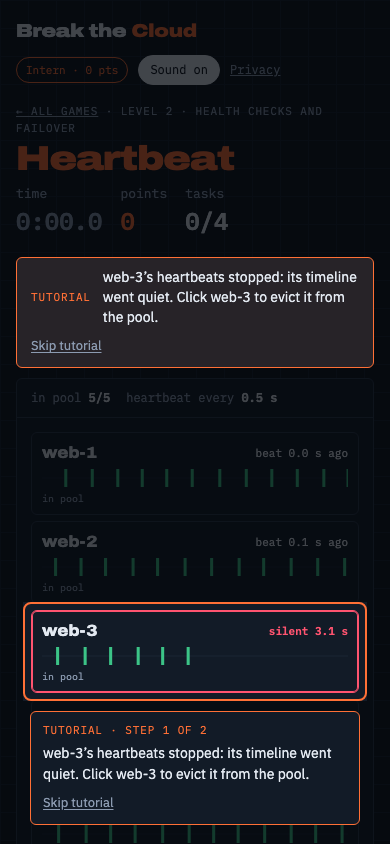 Break the Cloud
Intern · 0 pts
Sound on
Privacy
← ALL GAMES · LEVEL 2 · HEALTH CHECKS AND
FAILOVER
Heartbeat
time points tasks
0:00.0 0 0/4
TUTORIAL
web-3’s heartbeats stopped: its timeline
went quiet. Click web-3 to evict it from
the pool.
Skip tutorial
in pool 5/5 heartbeat every 0.5 s
web-1 beat 0.0 s ago
in pool
web-2 beat 0.1 s ago
in pool
web-3 silent 3.1 s
in pool
TUTORIAL · STEP 1 OF 2
web-3’s heartbeats stopped: its timeline went
quiet. Click web-3 to evict it from the pool.
Skip tutorial